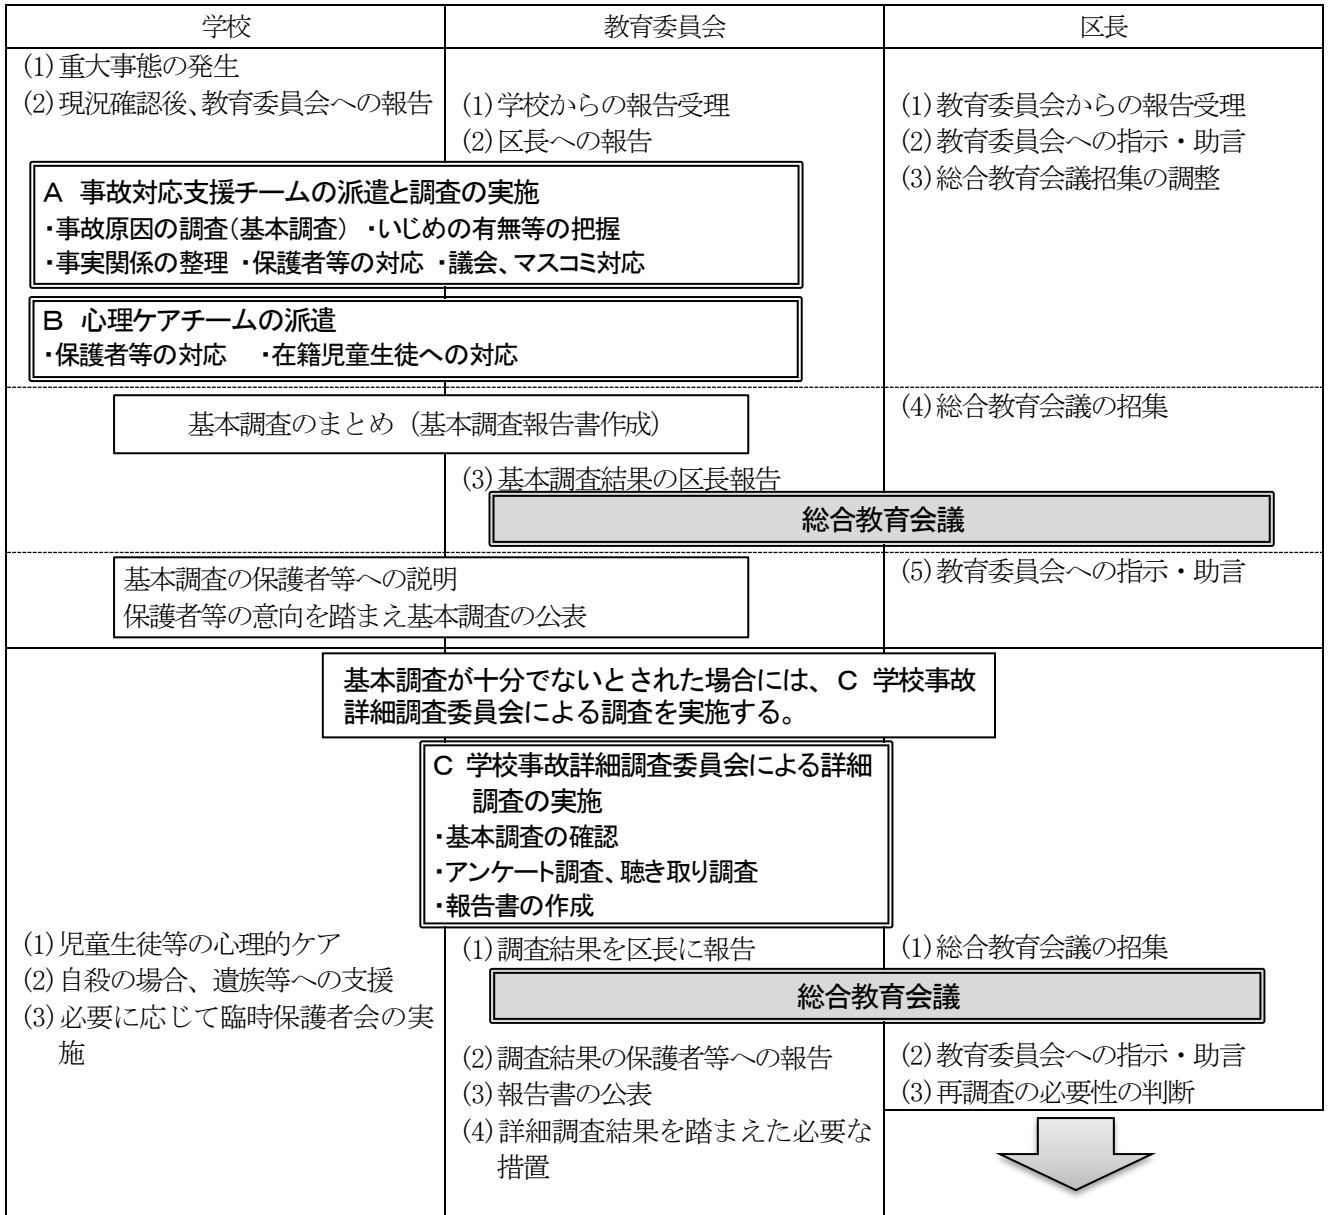 学校
教育委員会
区長
(1)重大事態の発生
(2)現況確認後、教育委員会への報告
(1)学校からの報告受理
(2)区長への報告
(1)教育委員会からの報告受理
(2)教育委員会への指示・助言
(3)総合教育会議招集の調整
A 事故対応支援チームの派遣と調査の実施
・事故原因の調査(基本調査) ・いじめの有無等の把握
・事実関係の整理 ・保護者等の対応 ・議会、マスコミ対応
B 心理ケアチームの派遣
・保護者等の対応 ・在籍児童生徒への対応
基本調査のまとめ(基本調査報告書作成)
(4)総合教育会議の招集
(3)基本調査結果の区長報告
総合教育会議
基本調査の保護者等への説明
保護者等の意向を踏まえ基本調査の公表
(5)教育委員会への指示・助言
基本調査が十分でないとされた場合には、C 学校事故
詳細調査委員会による調査を実施する。
C 学校事故詳細調査委員会による詳細
調査の実施
・基本調査の確認
・アンケート調査、聴き取り調査
・報告書の作成
(1)児童生徒等の心理的ケア
(2)自殺の場合、遺族等への支援
(3)必要に応じて臨時保護者会の実
施
(1)調査結果を区長に報告
(1)総合教育会議の招集
総合教育会議
(2)調査結果の保護者等への報告
(3)報告書の公表
(4)詳細調査結果を踏まえた必要な
措置
(2)教育委員会への指示・助言
(3)再調査の必要性の判断